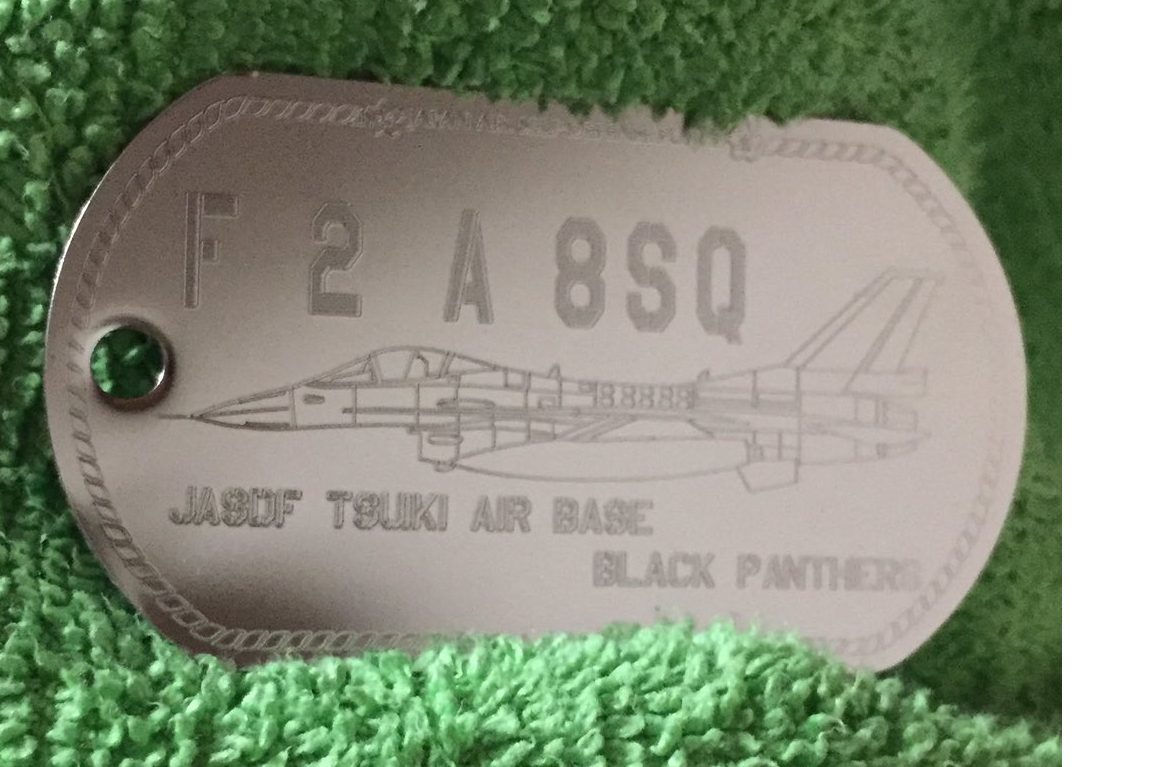 F 2 A 8SQ
88888
JASDF TSUIKI AIR BASE
BLACK PANTHERS